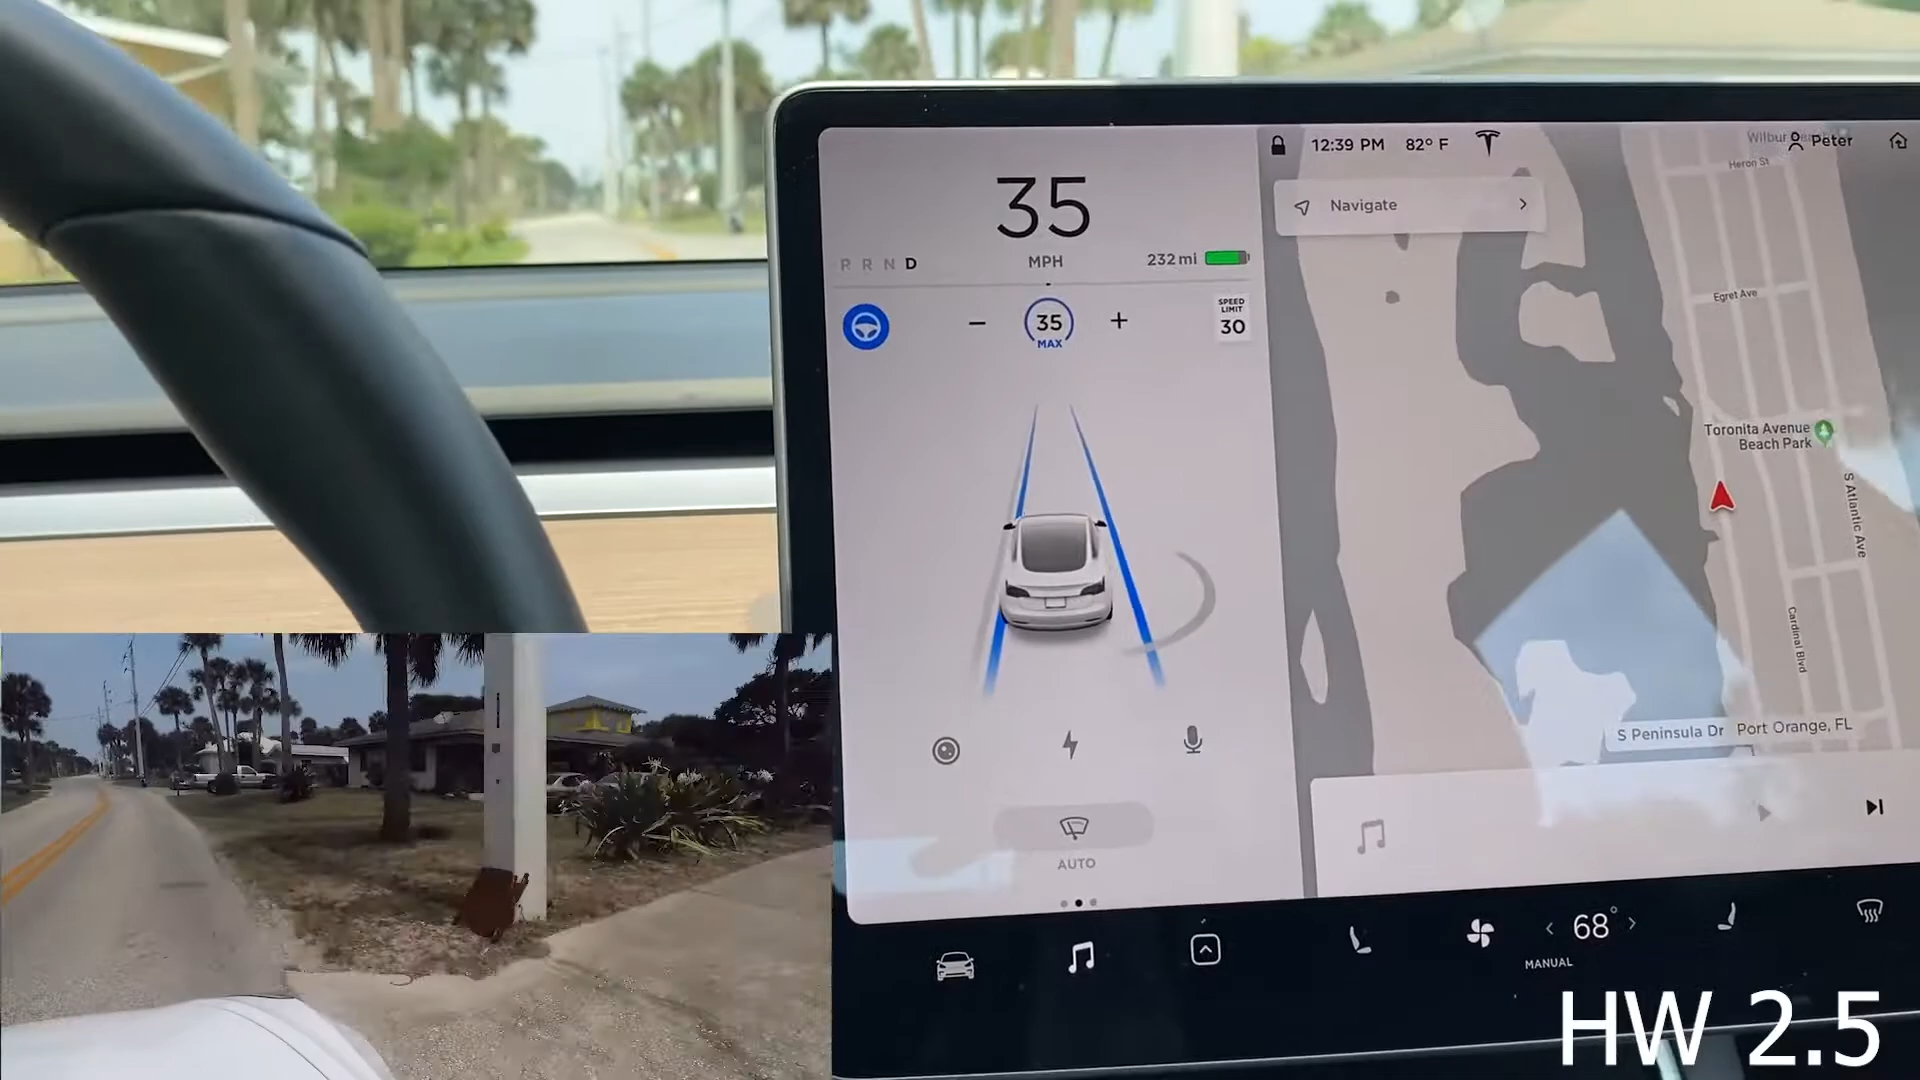 12:39 PM 82° F
Peter
Heron St
35
MPH
P R N D
232 mi
Navigate
35
MAX
SPEED
LIMIT
30
Egret Ave
Toronita Avenue
Beach Park
S Atlantic Ave
Cardinal Blvd
S Peninsula Dr Port Orange, FL
AUTO
68°
MANUAL
HW 2.5